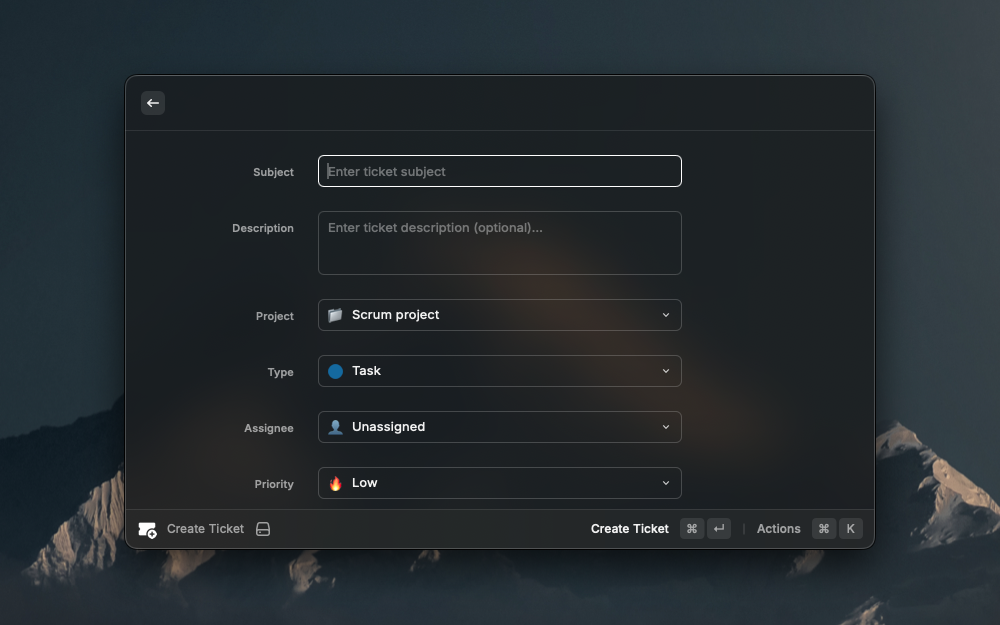 Subject
Enter ticket subject
Description
Enter ticket description (optional)...
Project
Scrum project
Type
Task
Assignee
Unassigned
Priority
Low
Create Ticket
Create Ticket ⌘ ↵ | Actions ⌘ K